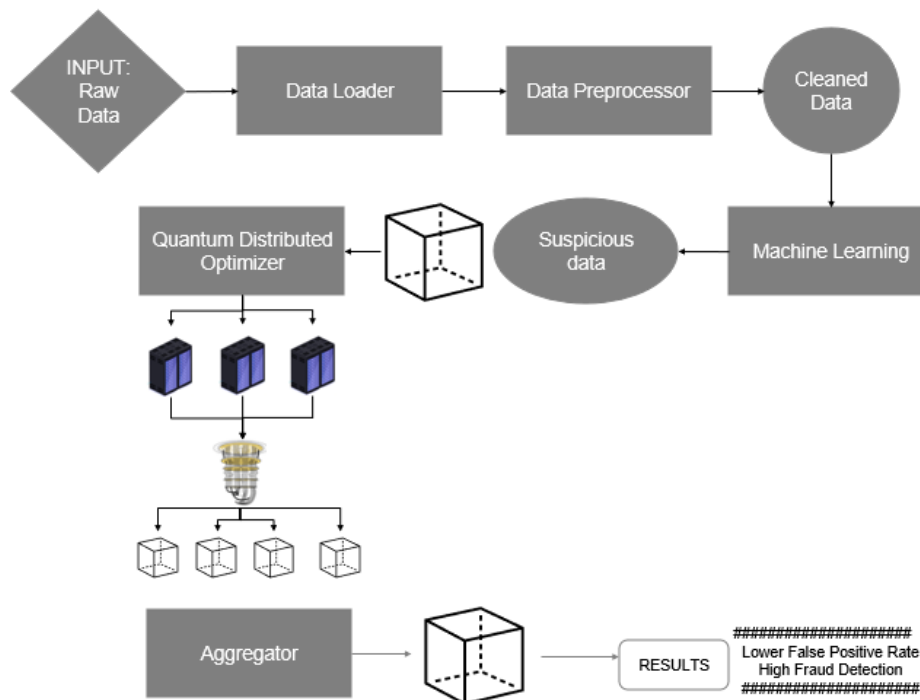 INPUT:
Raw
Data
Data Loader
Data Preprocessor
Cleaned
Data
Quantum Distributed
Optimizer
Suspicious
data
Machine Learning
Aggregator
RESULTS
#####################
Lower False Positive Rate
High Fraud Detection
#####################